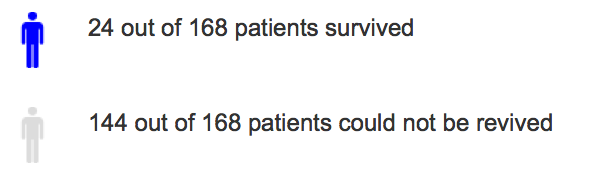 24 out of 168 patients survived
144 out of 168 patients could not be revived